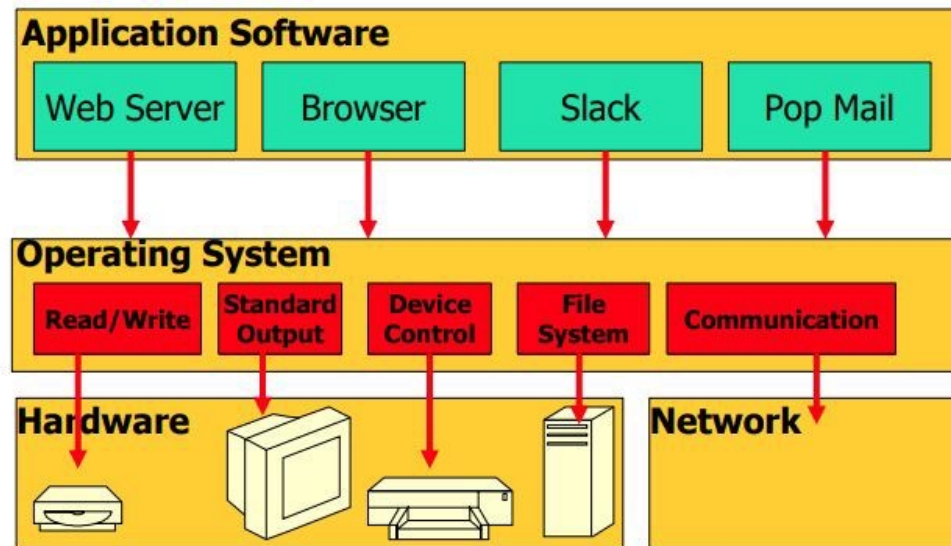 Application Software
Web Server
Browser
Slack
Pop Mail
Operating System
Read/Write
Standard
Output
Device
Control
File
System
Communication
Hardware
Network